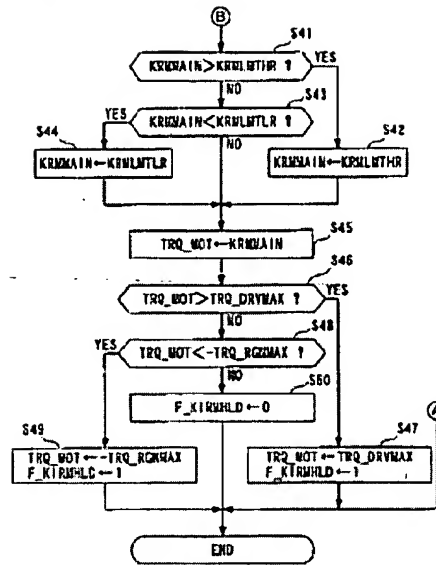 B
S41
KRMMAIN>KRMLMTHR ?
YES
NO
S43
YES
KRMMAIN<KRMLMTLR ?
S44
NO
S42
KRMMAIN←KRMLMTLR
KRMMAIN←KRMLMTHR
S45
TRQ_MOT←KRMMAIN
S46
TRQ_MOT>TRQ_DRVMAX ?
YES
NO
S48
YES
TRQ_MOT<-TRQ_RGNMAX ?
NO
S50
F_KIRMHLD←0
A
S49
S47
TRQ_MOT←-TRQ_RGNMAX
F_KIRMHLD←1
TRQ_MOT←TRQ_DRVMAX
F_KIRMHLD←1
END